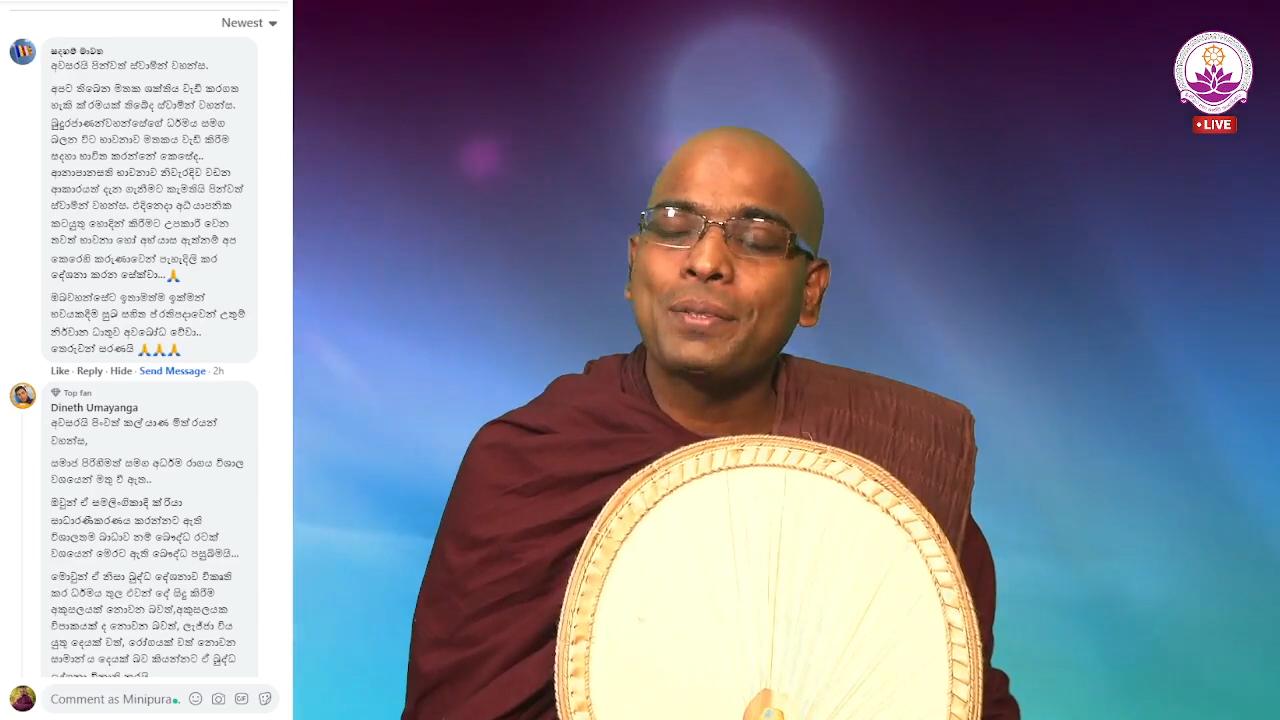 Newest
සදහම් මාවත
අවසරයි පින්වත් ස්වාමීන් වහන්ස.
අපට තිබෙන මතක ශක්තිය වැඩි කරගත
හැකි ක්රමයක් තිබේද ස්වාමීන් වහන්ස.
බුදුරජාණන්වහන්සේගේ ධර්මය සමග
බලන විට භාවනාව මතකය වැඩි කිරීම
සදහා භාවිත කරන්නේ කෙසේද..
ආනාපානසති භාවනාව නිවැරදිව වඩන
ආකාරයත් දැන ගැනීමට කැමතියි පින්වත්
ස්වාමීන් වහන්ස. එදිනෙදා අධ්යාපනික
කටයුතු හොදින් කිරීමට උපකාරී වෙන
තවත් භාවනා හෝ අභ්යාස ඇත්නම් අප
කෙරෙහි කරුණාවෙන් පැහැදිලි කර
දේශනා කරන සේක්වා...🙏
ඔබවහන්සේට ඉතාමත්ම ඉක්මන්
භවයකදීම සුඛ සහිත ප්රතිපදාවෙන් උතුම්
නිර්වාන ධාතුව අවබෝධ වේවා..
තෙරුවන් සරණයි 🙏🙏🙏
Like · Reply · Hide · Send Message · 2h
Top fan
Dineth Umayanga
අවසරයි පිංවත් කල්යාණ මිත්රයන්
වහන්ස,
සමාජ පිරිහීමත් සමග අධර්ම රාගය විශාල
වශයෙන් මතු වී ඇත..
ඔවුන් ඒ සමලිංගිකාදී ක්රියා
සාධාරණීකරණය කරන්නට ඇති
විශාලතම බාධාව නම් බෞද්ධ රටක්
වශයෙන් මෙරට ඇති බෞද්ධ පසුබිමයි...
මොවුන් ඒ නිසා බුද්ධ දේශනාව විකෘති
කර ධර්මය තුල එවන් දේ සිදු කිරීම
අකුසලයක් නොවන බවත්,අකුසලයක
විපාකයක් ද නොවන බවත්, ලැජ්ජා විය
යුතු දෙයක් වත්, රෝගයක් වත් නොවන
සාමාන්ය දෙයක් බව කියන්නට ඒ බුද්ධ
Comment as Minipura
GIF
LIVE